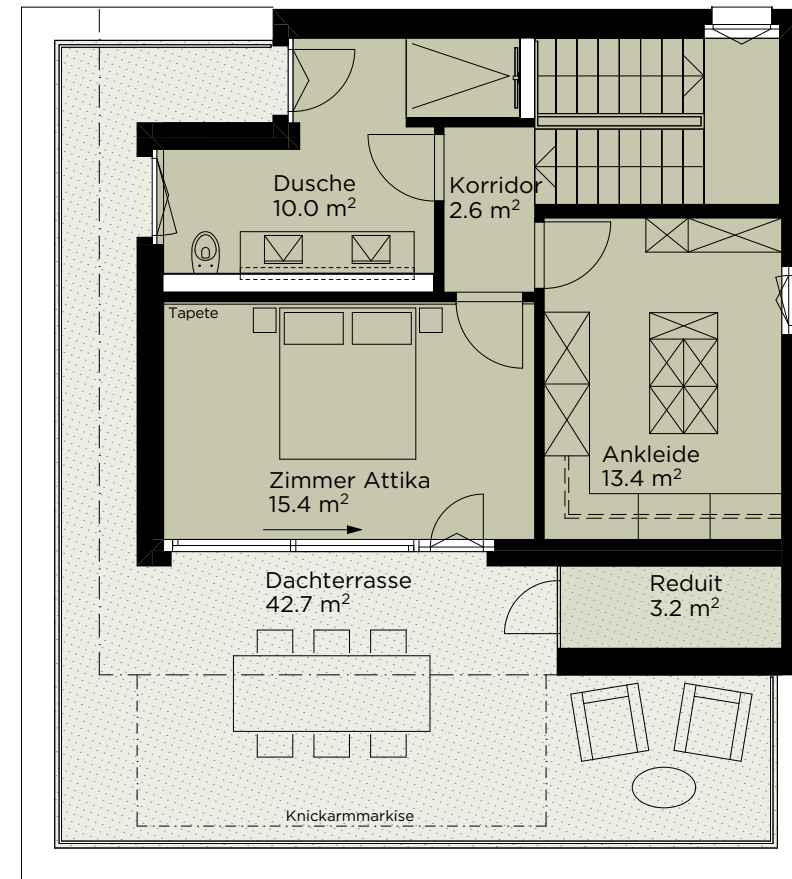 Dusche
10.0 m²
Korridor
2.6 m²
Tapete
Zimmer Attika
15.4 m²
Ankleide
13.4 m²
Dachterrasse
42.7 m²
Reduit
3.2 m²
Knickarmmarkise